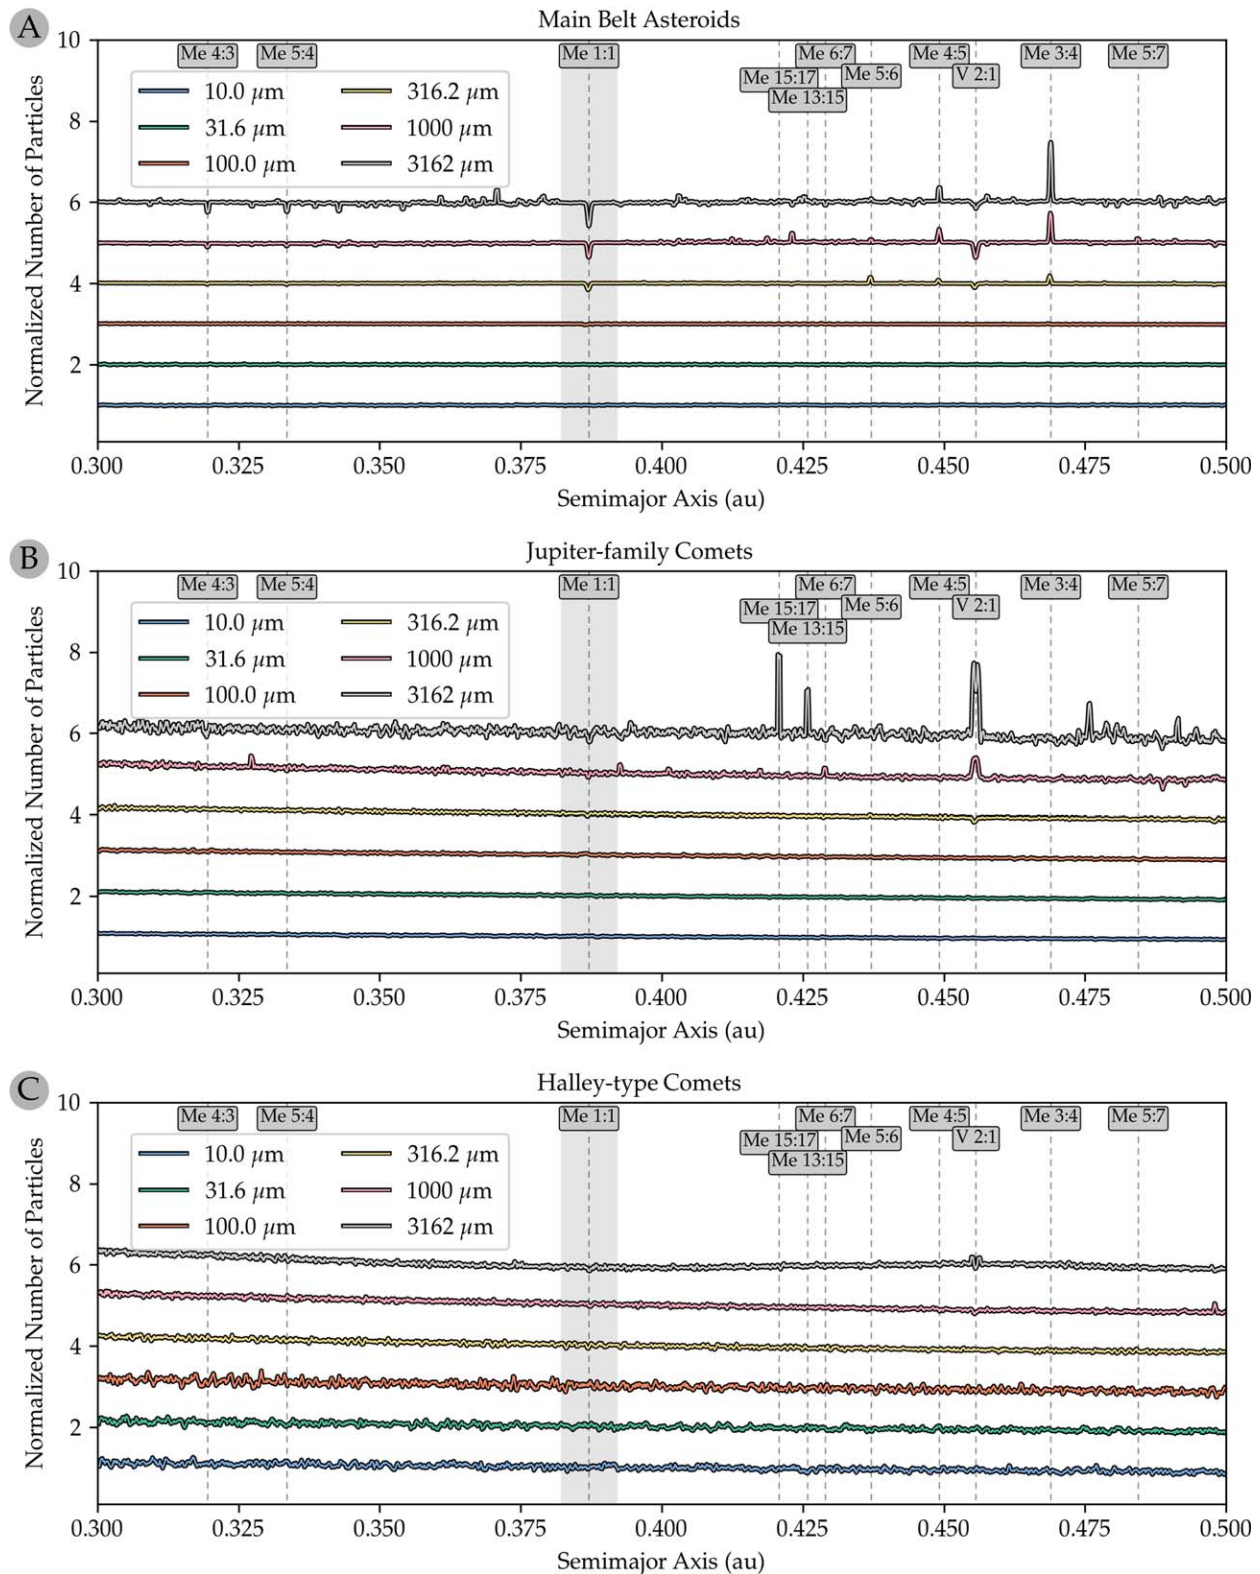 A
Main Belt Asteroids
10
Me 4:3 Me 5:4 Me 1:1 Me 6:7 Me 4:5 Me 3:4 Me 5:7
Me 15:17 Me 5:6 V 2:1
Me 13:15
10.0 μm 316.2 μm
31.6 μm 1000 μm
100.0 μm 3162 μm
8
6
4
2
Normalized Number of Particles
0.300 0.325 0.350 0.375 0.400 0.425 0.450 0.475 0.500
Semimajor Axis (au)
B
Jupiter-family Comets
10
Me 4:3 Me 5:4 Me 1:1 Me 6:7 Me 4:5 Me 3:4 Me 5:7
Me 15:17 Me 5:6 V 2:1
Me 13:15
10.0 μm 316.2 μm
31.6 μm 1000 μm
100.0 μm 3162 μm
8
6
4
2
Normalized Number of Particles
0.300 0.325 0.350 0.375 0.400 0.425 0.450 0.475 0.500
Semimajor Axis (au)
C
Halley-type Comets
10
Me 4:3 Me 5:4 Me 1:1 Me 6:7 Me 4:5 Me 3:4 Me 5:7
Me 15:17 Me 5:6 V 2:1
Me 13:15
10.0 μm 316.2 μm
31.6 μm 1000 μm
100.0 μm 3162 μm
8
6
4
2
Normalized Number of Particles
0.300 0.325 0.350 0.375 0.400 0.425 0.450 0.475 0.500
Semimajor Axis (au)